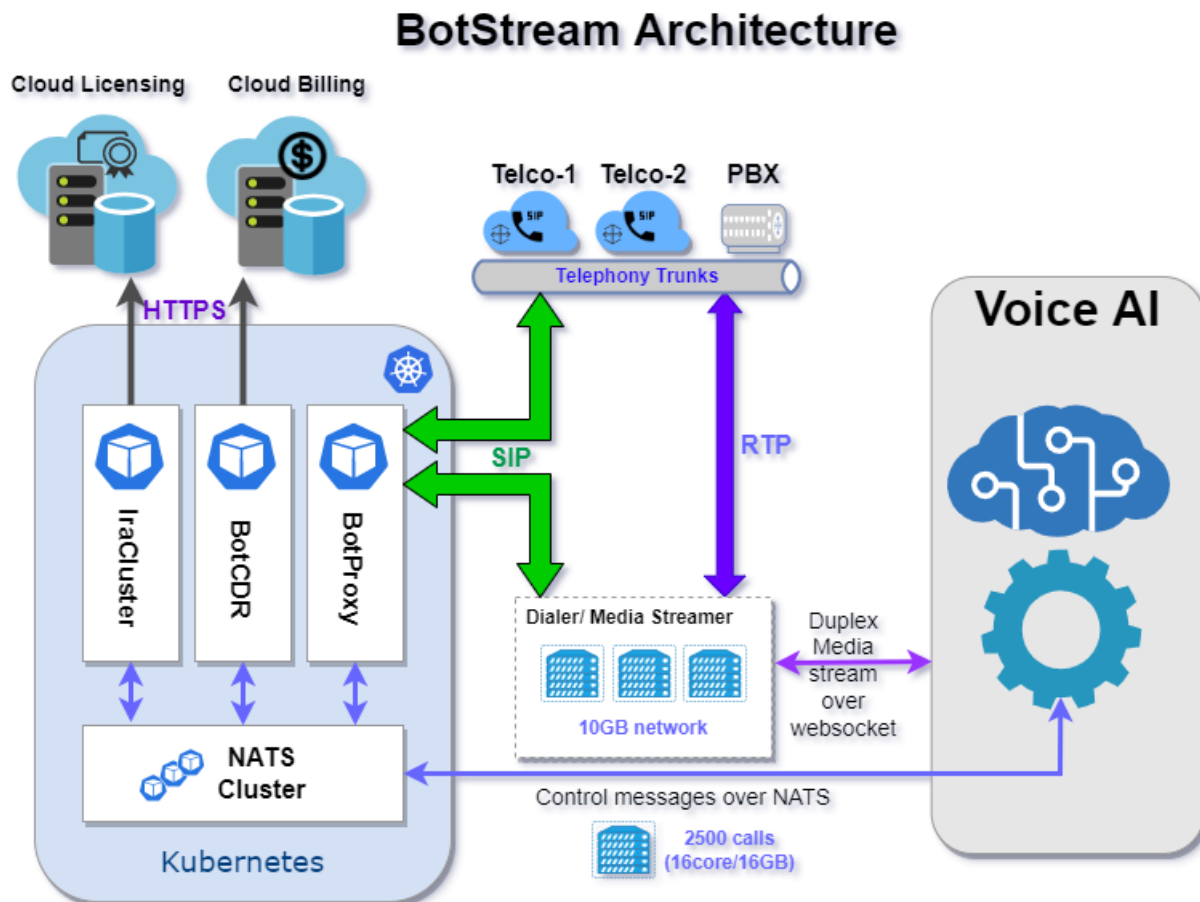 BotStream Architecture
Cloud Licensing
Cloud Billing
$
Telco-1
Telco-2
PBX
SIP
SIP
Telephony Trunks
HTTPS
Voice AI
SIP
RTP
IraCluster
BotCDR
BotProxy
Dialer/ Media Streamer
10GB network
Duplex
Media
stream
over
websocket
NATS
Cluster
Control messages over NATS
2500 calls
(16core/16GB)
Kubernetes